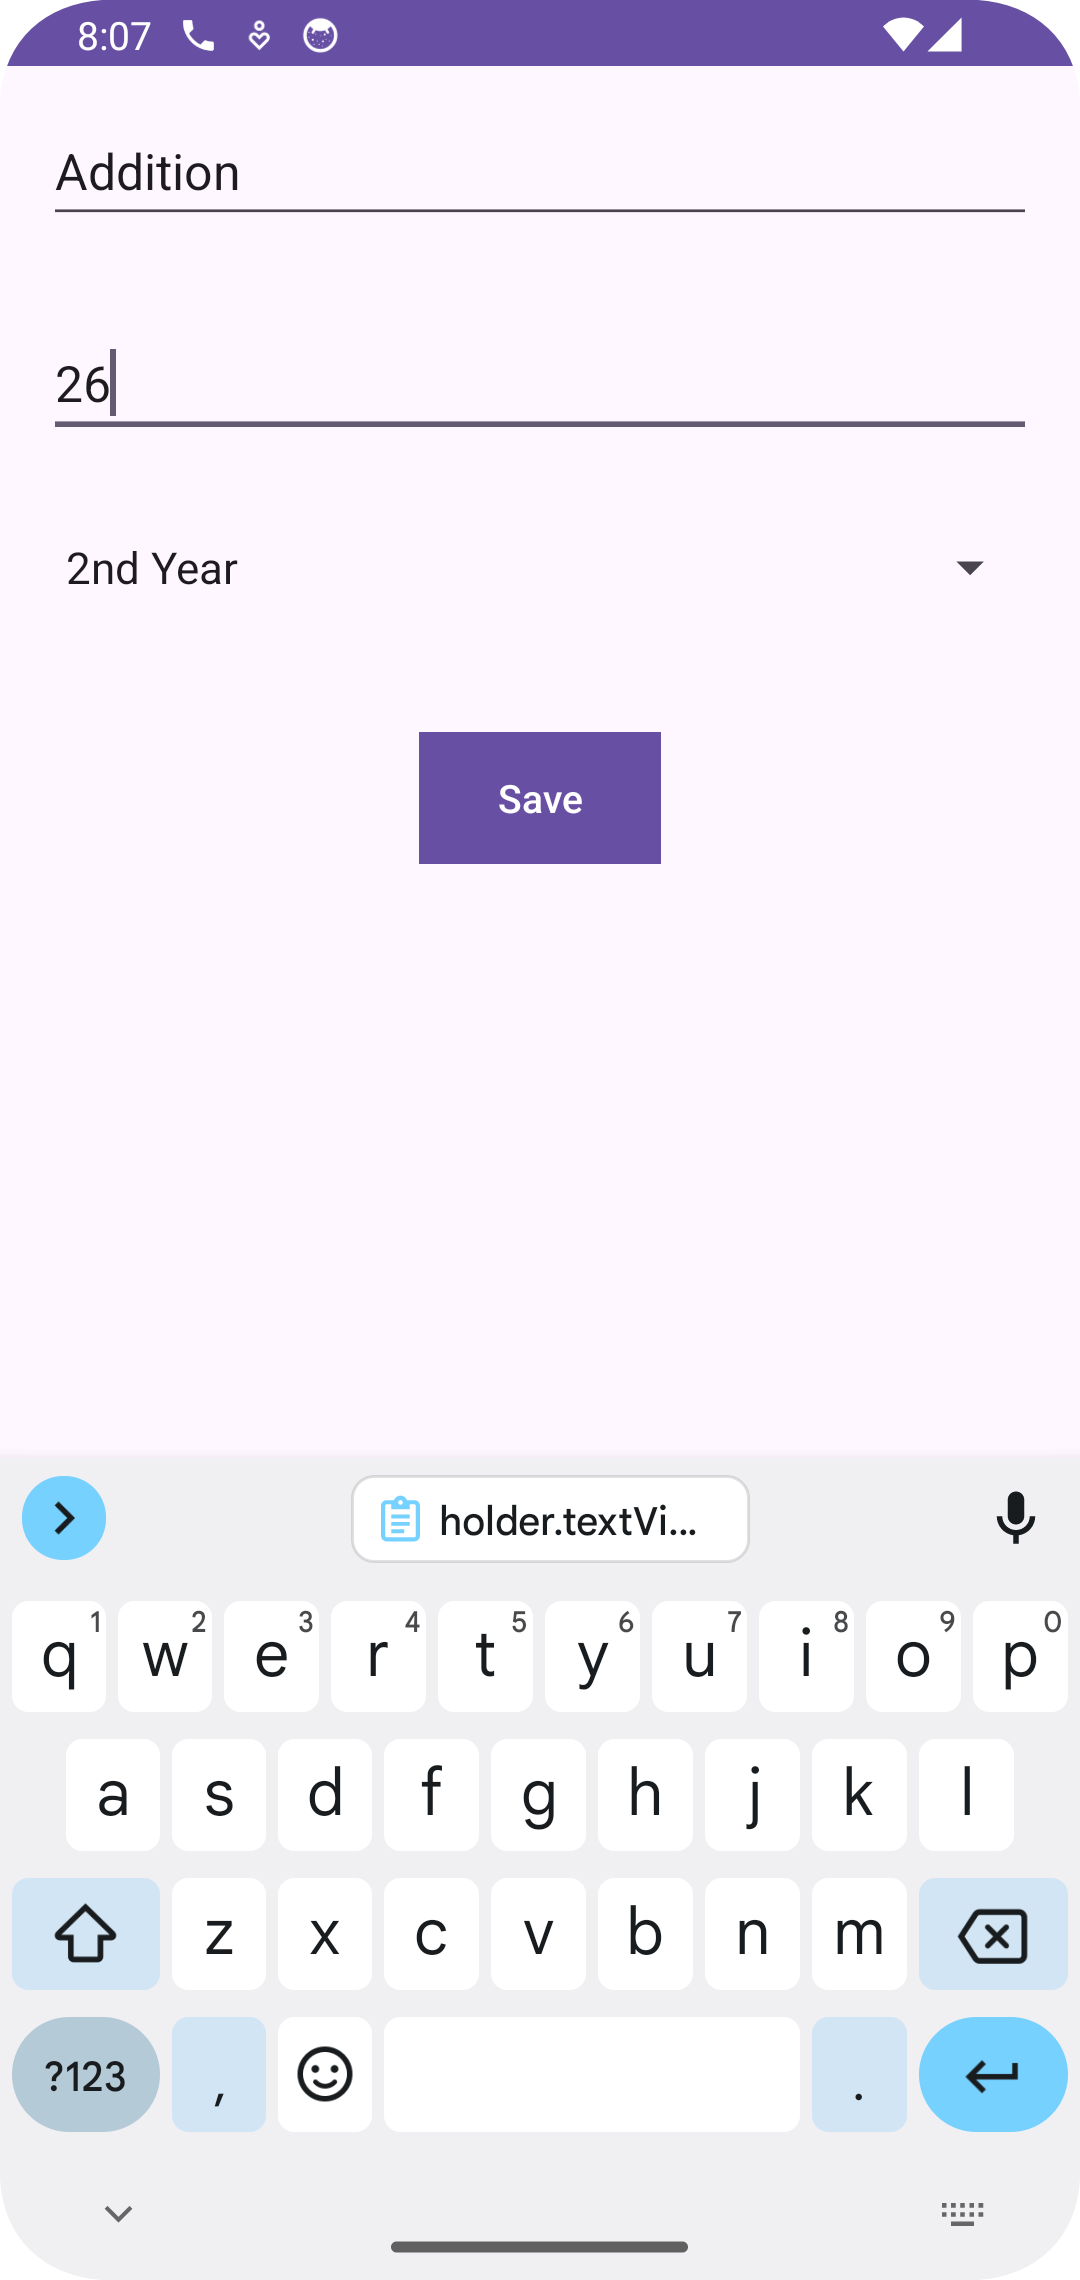 8:07
Addition
26
2nd Year
Save
holder.textVi...
q1 w2 e3 r4 t5 y6 u7 i8 o9 p0
a s d f g h j k l
z x c v b n m
?123 , .